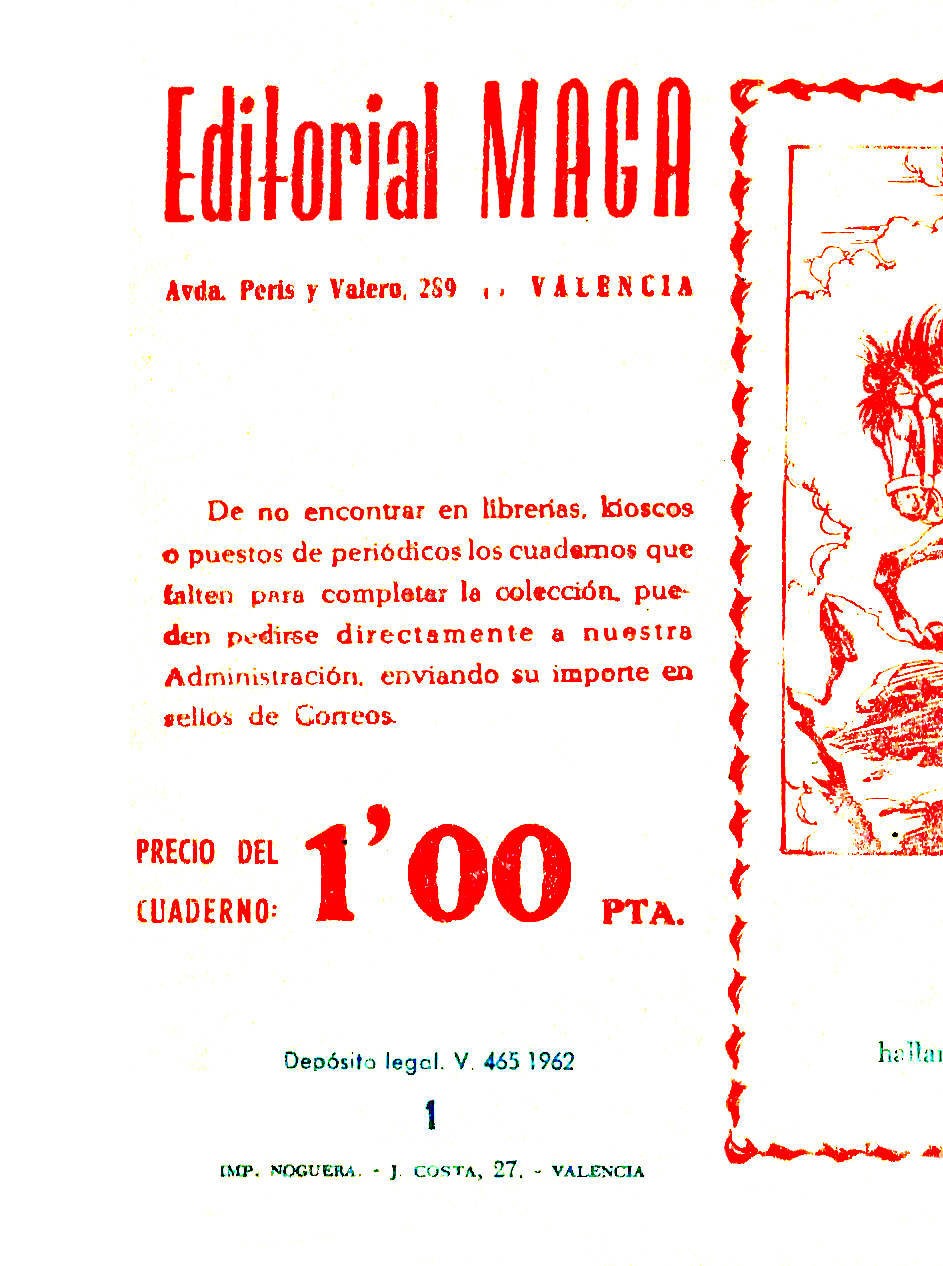 Editorial MAGA
Avda. Peris y Valero, 289 ,, VALENCIA
De no encontrar en librerías, kioscos
o puestos de periódicos los cuadernos que
falten para completar la colección, pue-
den pedirse directamente a nuestra
Administración, enviando su importe en
sellos de Correos.
PRECIO DEL
CUADERNO:
1'00 PTA.
Depósito legal. V. 465 1962
1
IMP. NOGUERA. - J. COSTA, 27. - VALENCIA